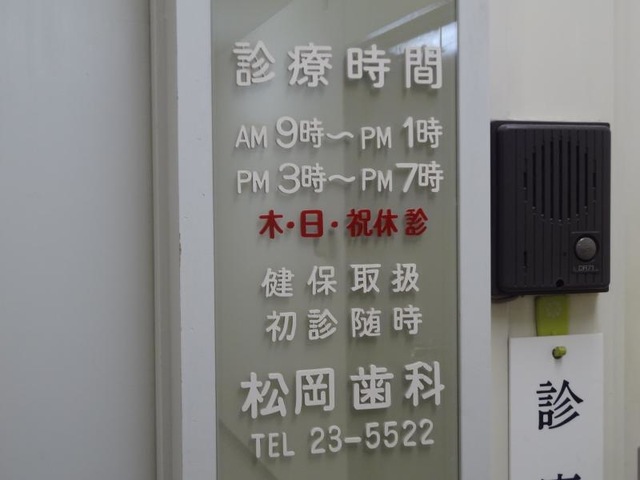 診療時間
AM 9時〜PM 1時
PM 3時〜PM 7時
木・日・祝休診
健保取扱
初診随時
松岡歯科
TEL 23-5522
診